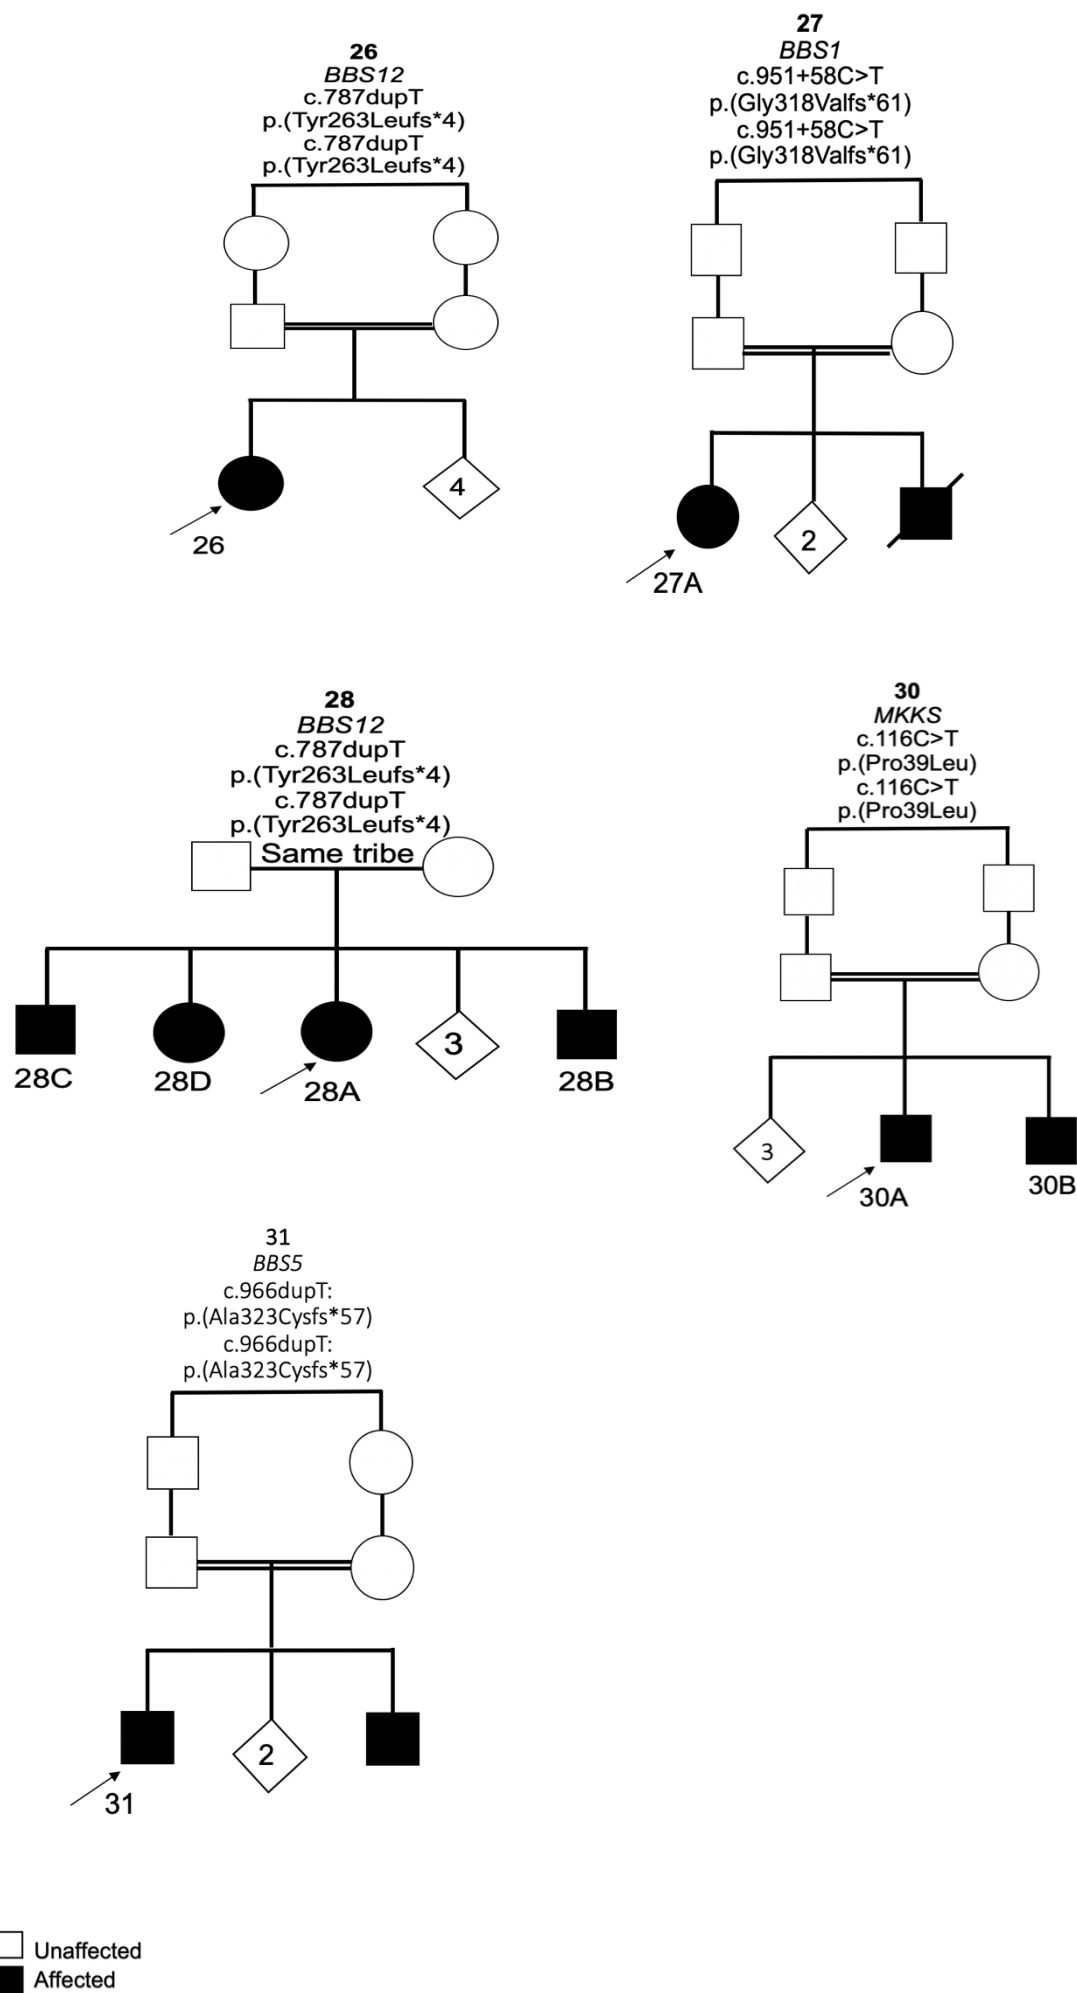 26
BBS12
c.787dupT
p.(Tyr263Leufs*4)
c.787dupT
p.(Tyr263Leufs*4)
4
26
27
BBS1
c.951+58C>T
p.(Gly318Valfs*61)
c.951+58C>T
p.(Gly318Valfs*61)
2
27A
28
BBS12
c.787dupT
p.(Tyr263Leufs*4)
c.787dupT
p.(Tyr263Leufs*4)
Same tribe
3
28C
28D
28A
28B
30
MKKS
c.116C>T
p.(Pro39Leu)
c.116C>T
p.(Pro39Leu)
3
30A
30B
31
BBS5
c.966dupT:
p.(Ala323Cysfs*57)
c.966dupT:
p.(Ala323Cysfs*57)
2
31
Unaffected
Affected